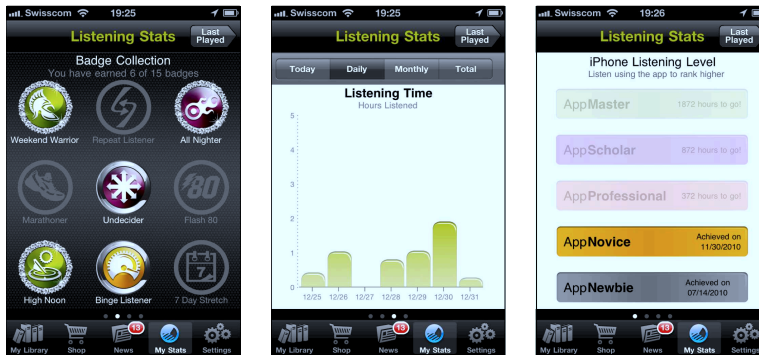 Swisscom 19:25
Listening Stats
Last
Played
Badge Collection
You have earned 6 of 15 badges
Weekend Warrior
Repeat Listener
All Nighter
Marathoner
Undecider
80
Flash 80
High Noon
Binge Listener
7
7 Day Stretch
13
My Library
Shop
News
My Stats
Settings
Swisscom 19:25
Listening Stats
Last
Played
Today
Daily
Monthly
Total
Listening Time
Hours Listened
5
4
3
2
1
0
12/25 12/26 12/27 12/28 12/29 12/30 12/31
13
My Library
Shop
News
My Stats
Settings
Swisscom 19:26
Listening Stats
Last
Played
iPhone Listening Level
Listen using the app to rank higher
AppMaster
1872 hours to go!
AppScholar
872 hours to go!
AppProfessional
372 hours to go!
AppNovice
Achieved on
11/30/2010
AppNewbie
Achieved on
07/14/2010
13
My Library
Shop
News
My Stats
Settings